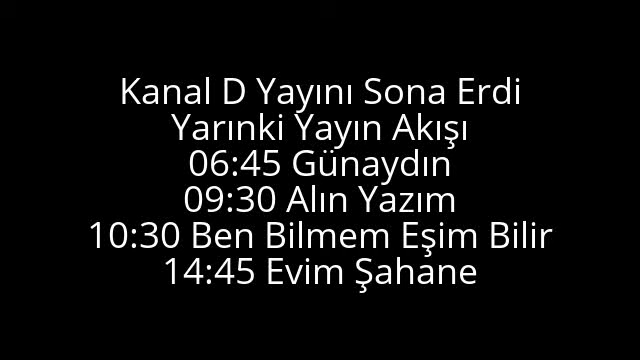 Kanal D Yayını Sona Erdi
Yarınki Yayın Akışı
06:45 Günaydın
09:30 Alın Yazım
10:30 Ben Bilmem Eşim Bilir
14:45 Evim Şahane